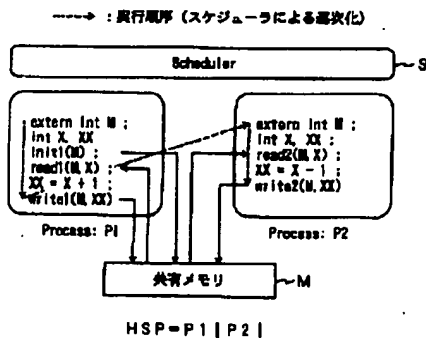 ----→ : 実行順序 (スケジューラによる逐次化)
Scheduler
S
extern int M ;
int X, XX
init1(M) ;
read1(M,X) ;
XX = X + 1 ;
write1(M,XX)
Process: P1
extern int M ;
int X, XX
read2(M,X) ;
XX = X - 1 ;
write2(M,XX)
Process: P2
共有メモリ
M
HSP=P1|P2|